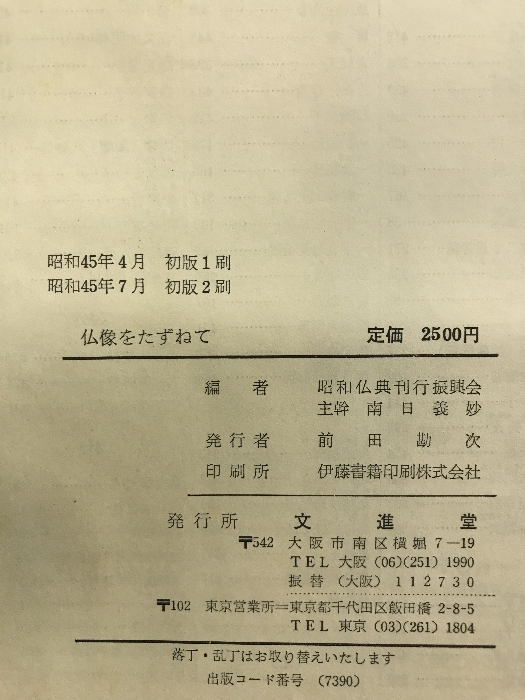 昭和45年4月 初版1刷
昭和45年7月 初版2刷
仏像をたずねて 定価 2500円
編者 昭和仏典刊行振興会
主幹 南日義妙
発行者 前田勘次
印刷所 伊藤書籍印刷株式会社
発行所 文進堂
〒542 大阪市南区横堀7―19
TEL 大阪 (06)(251) 1990
振替 (大阪) 112730
〒102 東京営業所=東京都千代田区飯田橋 2-8-5
TEL 東京 (03)(261) 1804
落丁・乱丁はお取り替えいたします
出版コード番号 (7390)